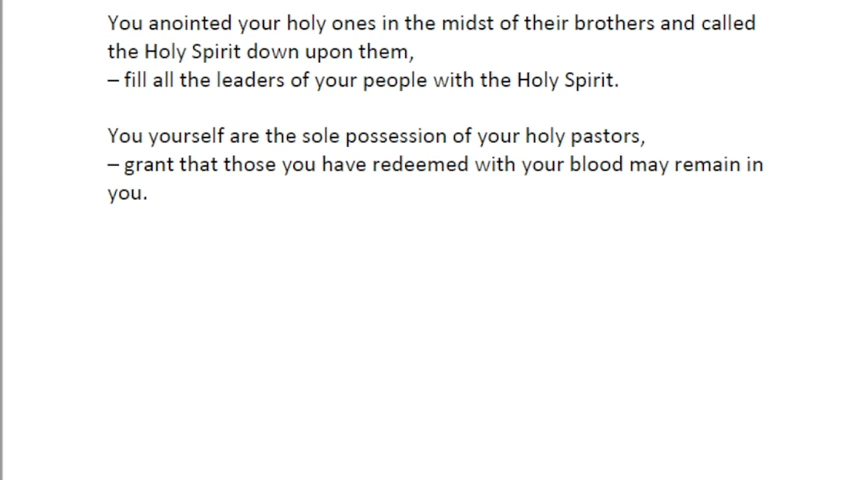 You anointed your holy ones in the midst of their brothers and called
the Holy Spirit down upon them,
– fill all the leaders of your people with the Holy Spirit.
You yourself are the sole possession of your holy pastors,
– grant that those you have redeemed with your blood may remain in
you.